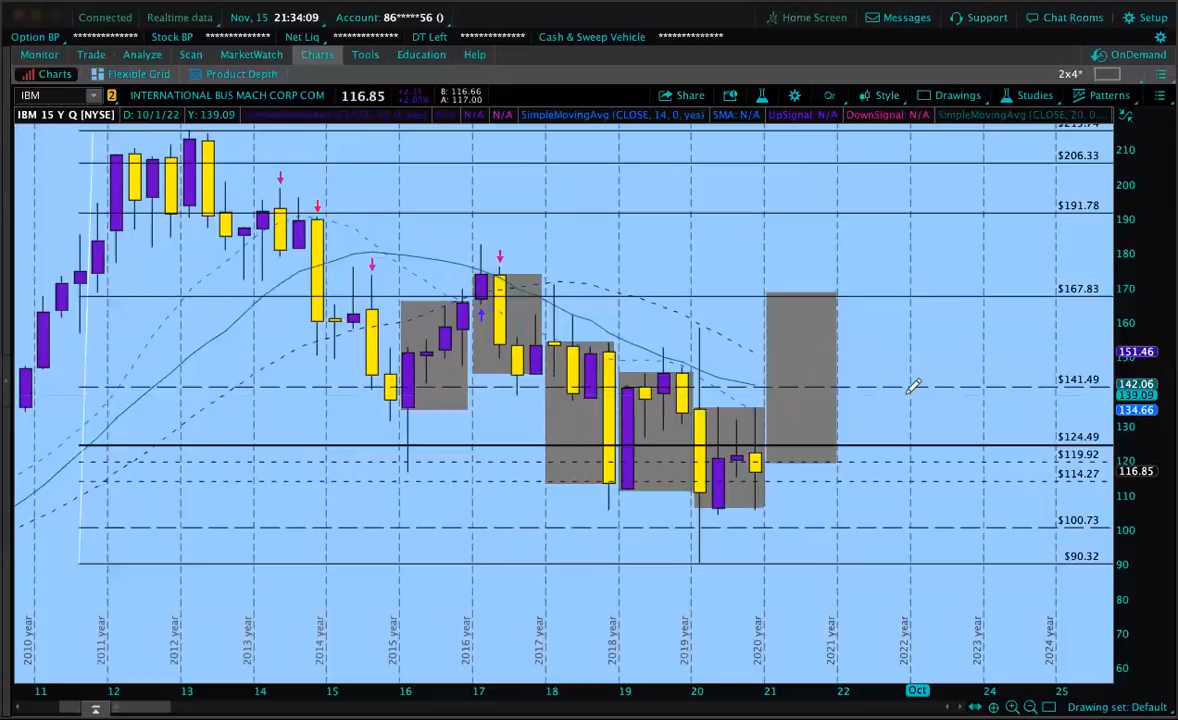 Connected Realtime data Nov, 15 21:34:09 Account: 86*****56 () Home Screen Messages Support Chat Rooms Setup
Option BP ************** Stock BP ************** Net Liq ************** DT Left ************** Cash & Sweep Vehicle **************
Monitor Trade Analyze Scan MarketWatch Charts Tools Education Help OnDemand
Charts Flexible Grid Product Depth 2x4*
IBM 2 INTERNATIONAL BUS MACH CORP COM 116.85 B: 116.66 Share Style Drawings Studies Patterns
+2.03% A: 117.00
IBM 15 Y Q [NYSE] D: 10/1/22 Y: 139.09 N/A N/A SimpleMovingAvg (CLOSE, 14, 0, yes) SMA: N/A UpSignal: N/A DownSignal: N/A SimpleMovingAvg (CLOSE, 20, 0,...
210
$206.33
200
$191.78
190
180
170
$167.83
160
151.46
$141.49
142.06
139.09
134.66
130
$124.49
120
$119.92
116.85
$114.27
110
$100.73
100
$90.32
90
80
70
60
2010 year 2011 year 2012 year 2013 year 2014 year 2015 year 2016 year 2017 year 2018 year 2019 year 2020 year 2021 year 2022 year 2023 year 2024 year
11 12 13 14 15 16 17 18 19 20 21 22 Oct 24 25
Drawing set: Default